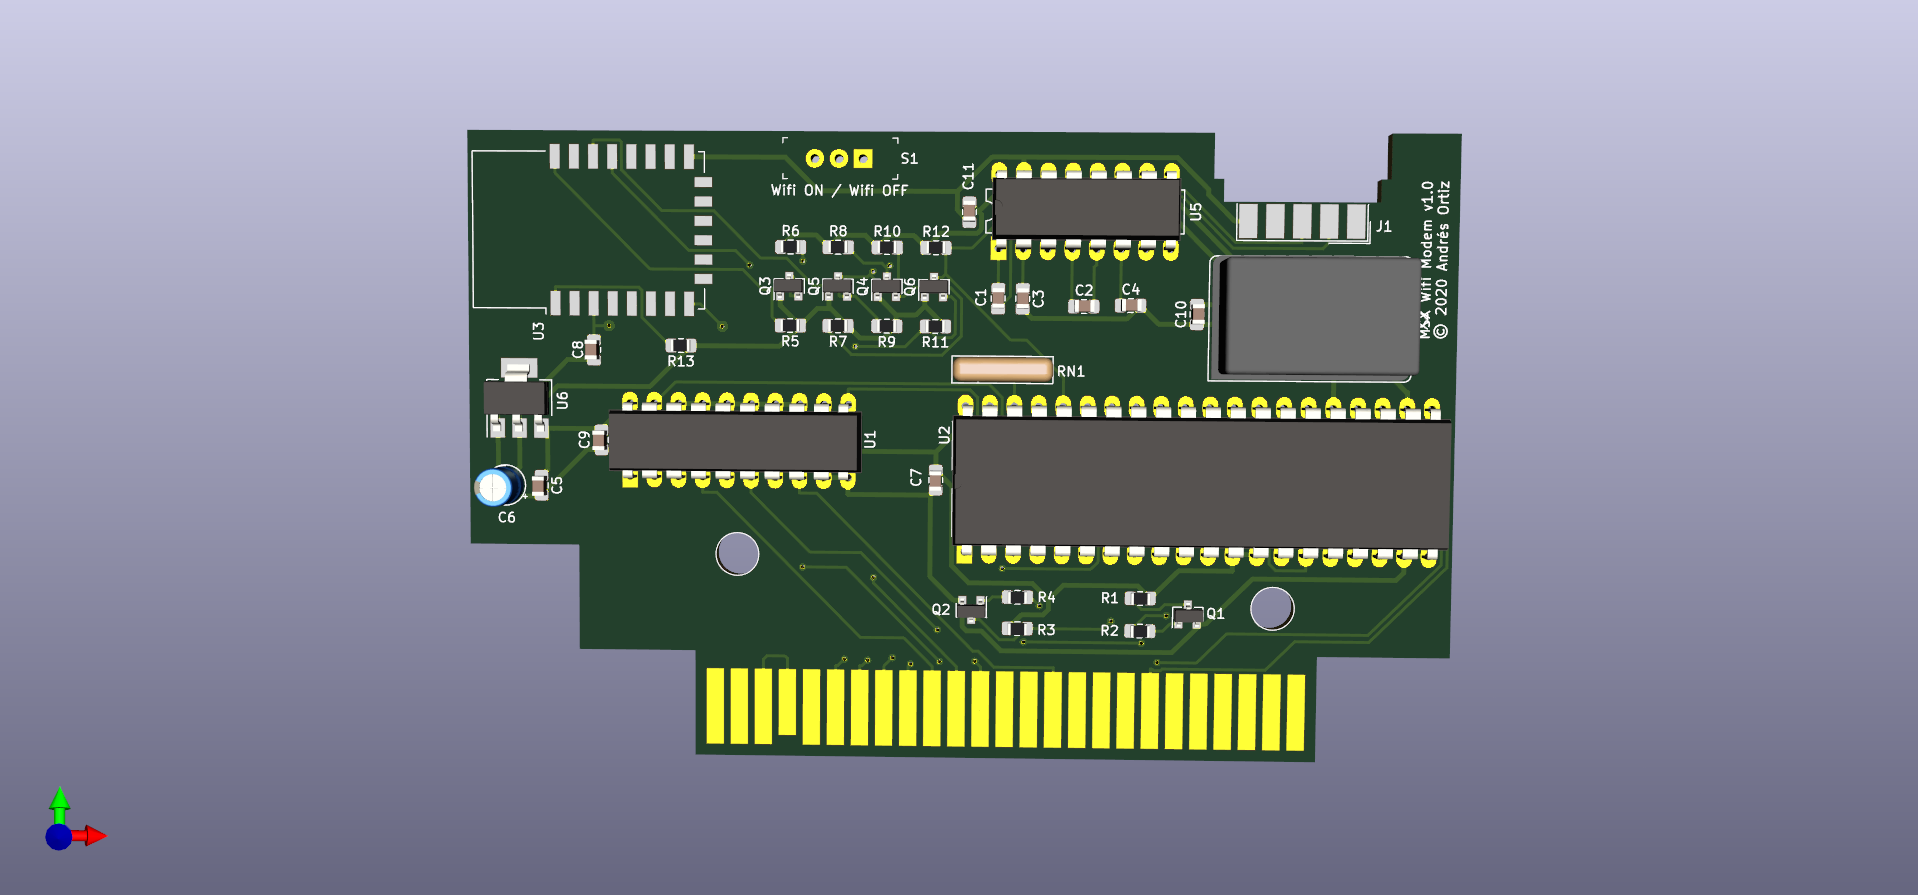 S1
Wifi ON / Wifi OFF
C11
U5
J1
MSX Wifi Modem v1.0
© 2020 Andrés Ortiz
R6
R8
R10
R12
Q3
Q5
Q4
Q6
C1
C3
C2
C4
C10
U3
C8
R13
R5
R7
R9
R11
RN1
U6
C9
U1
U2
C7
C5
+
C6
Q2
R4
R3
R1
R2
Q1